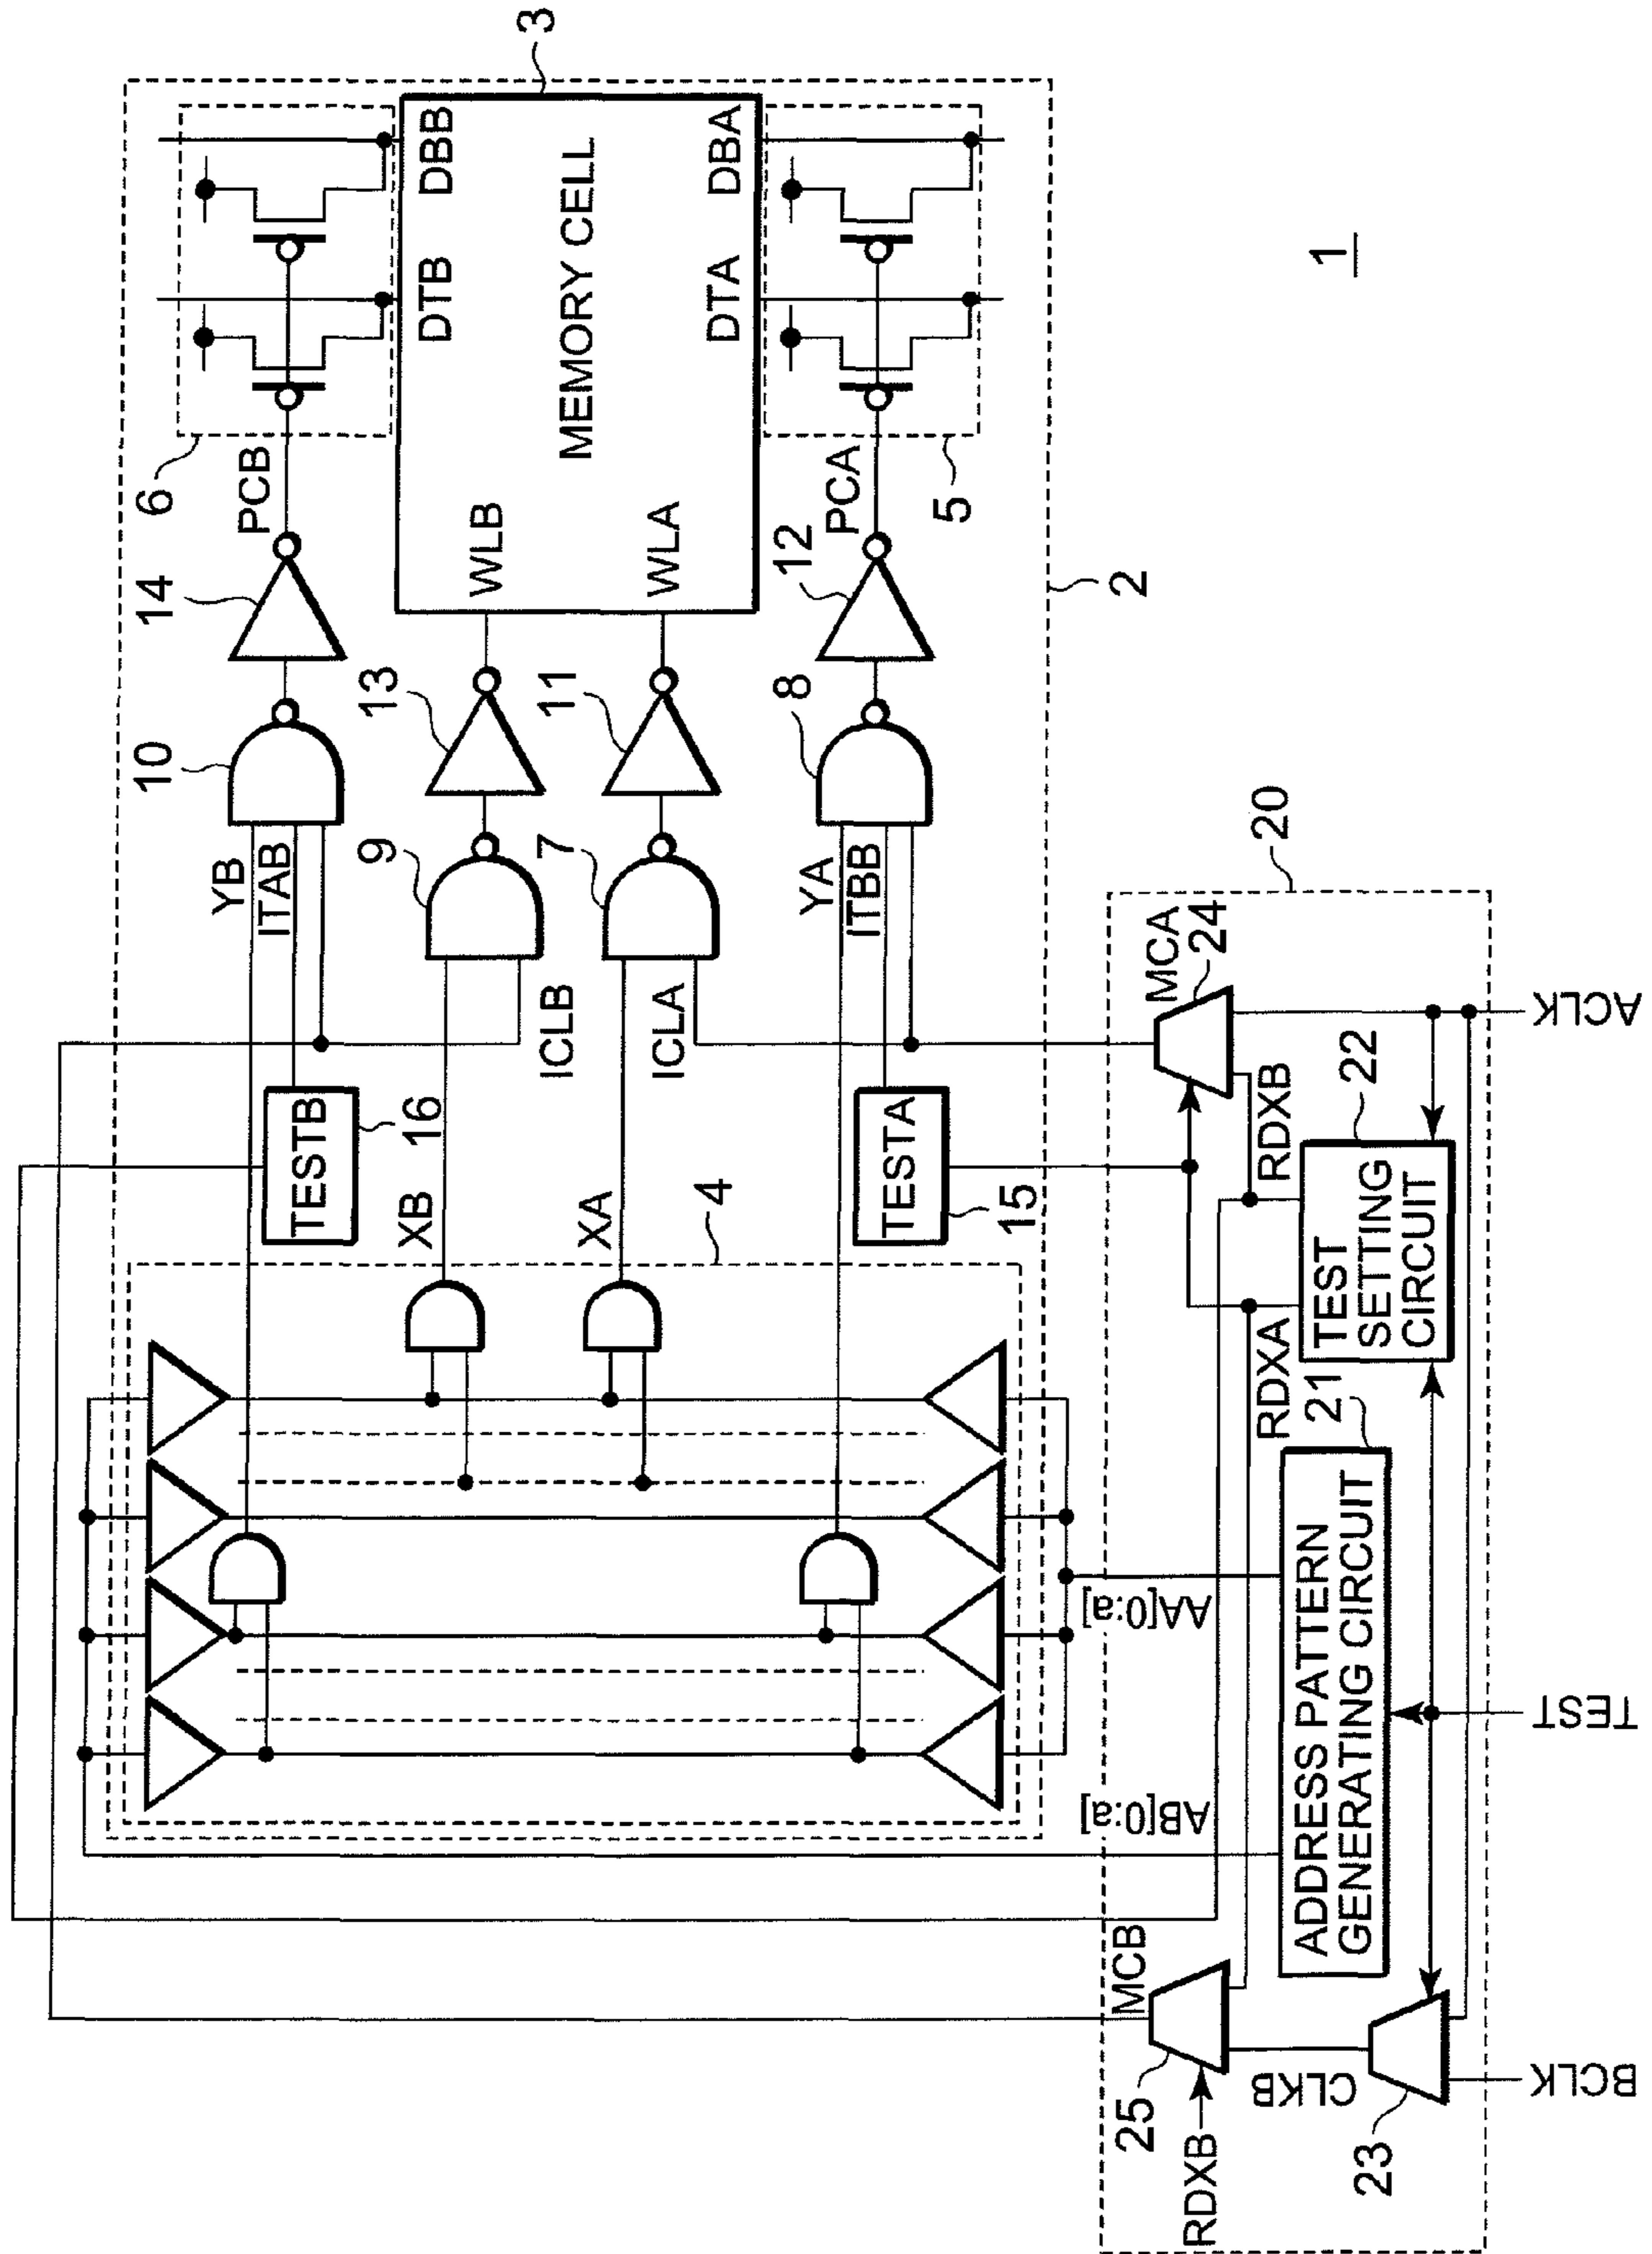 3
6
PCB
DTB
DBB
14
10
YB
ITAB
MEMORY CELL
WLB
WLA
DTA
DBA
13
9
11
7
ICLB
ICLA
12
PCA
5
8
YA
ITBB
2
TESTB
16
XB
XA
4
TESTA
15
1
20
MCA
24
RDXB
22
TEST
SETTING
CIRCUIT
RDXA
21
ADDRESS PATTERN
GENERATING CIRCUIT
AA[0:a]
AB[0:a]
MCB
25
RDXB
CLKB
23
ACLK
TEST
BCLK